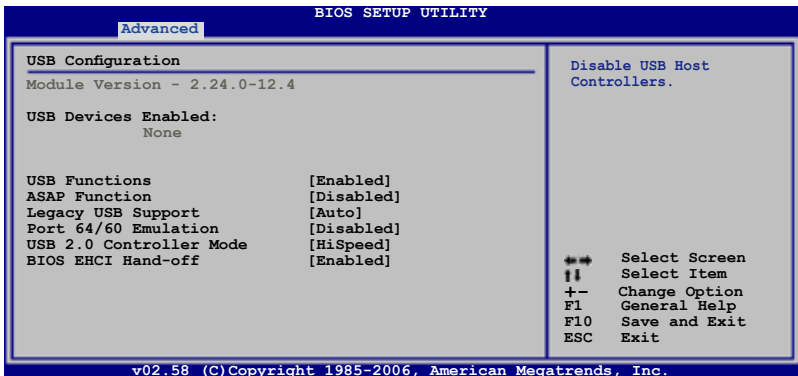 BIOS SETUP UTILITY
Advanced
USB Configuration
Module Version - 2.24.0-12.4
USB Devices Enabled:
None
USB Functions [Enabled]
ASAP Function [Disabled]
Legacy USB Support [Auto]
Port 64/60 Emulation [Disabled]
USB 2.0 Controller Mode [HiSpeed]
BIOS EHCI Hand-off [Enabled]
Disable USB Host
Controllers.
Select Screen
Select Item
+- Change Option
F1 General Help
F10 Save and Exit
ESC Exit
v02.58 (C)Copyright 1985-2006, American Megatrends, Inc.